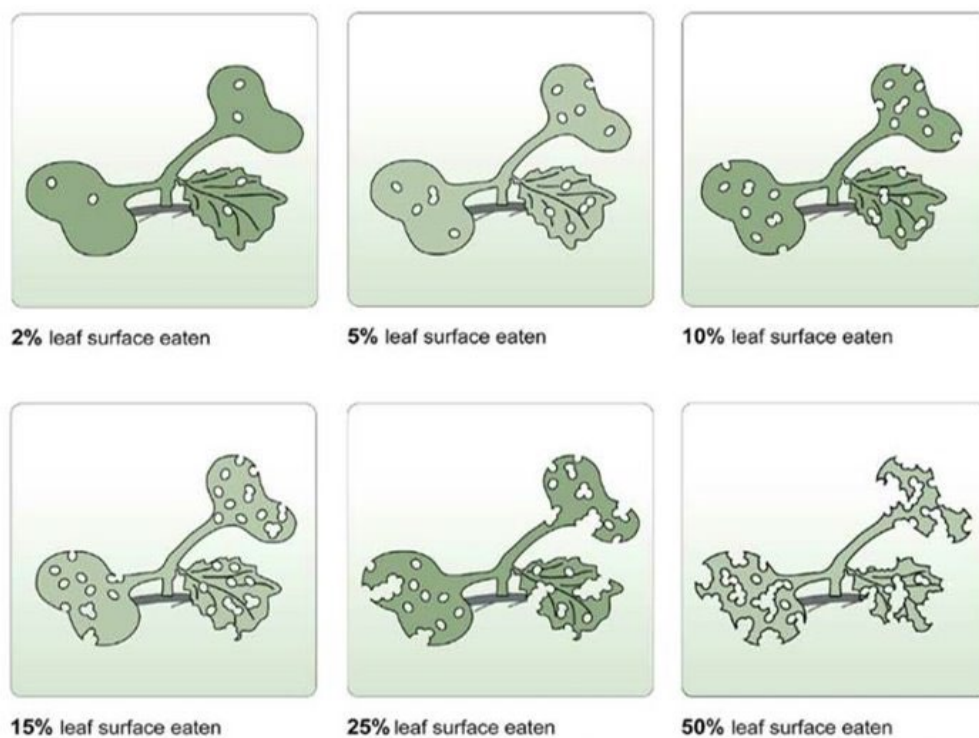 2% leaf surface eaten
5% leaf surface eaten
10% leaf surface eaten
15% leaf surface eaten
25% leaf surface eaten
50% leaf surface eaten